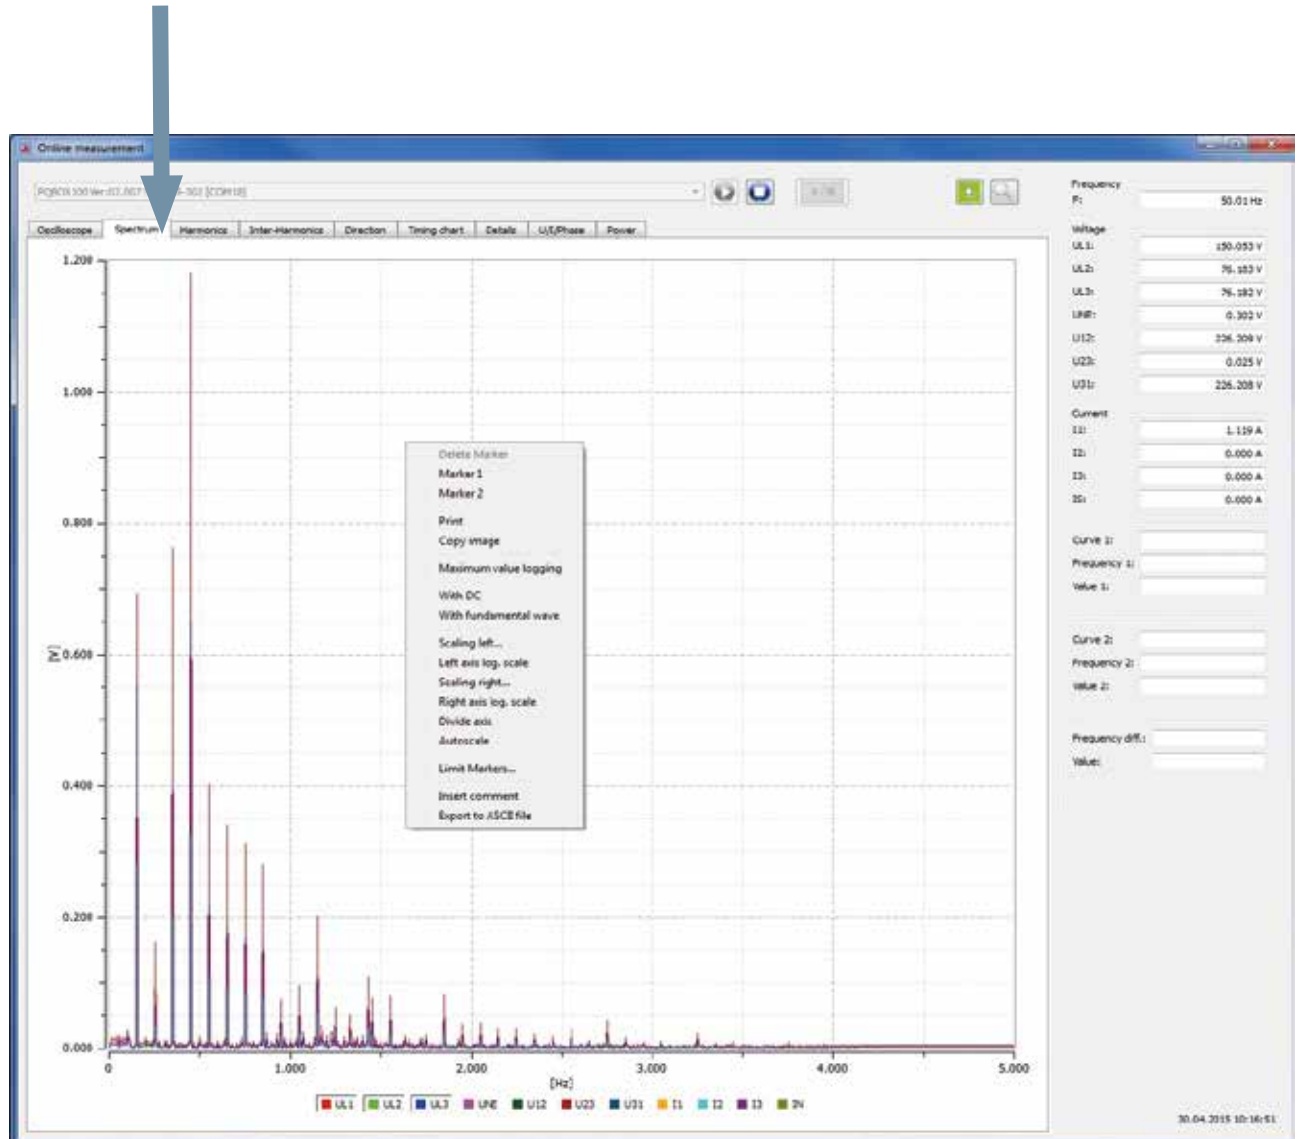 Online measurement
Oscilloscope Spectrum Harmonics Inter-Harmonics Direction Timing chart Details U/I/Phase Power
1.200
1.000
0.800
0.600
0.400
0.200
0.000
[V]
0 1.000 2.000 3.000 4.000 5.000
[Hz]
UL1 UL2 UL3 UNE U12 U23 U31 I1 I2 I3 IN
Delete Marker
Marker 1
Marker 2
Print
Copy image
Maximum value logging
With DC
With fundamental wave
Scaling left...
Left axis log. scale
Scaling right...
Right axis log. scale
Divide axis
Autoscale
Limit Markers...
Insert comment
Export to ASCII file
Frequency
F: 50.01 Hz
Voltage
UL1: 150.053 V
UL2: 76.183 V
UL3: 76.182 V
UNE: 0.302 V
U12: 226.209 V
U23: 0.025 V
U31: 226.208 V
Current
I1: 1.119 A
I2: 0.000 A
I3: 0.000 A
0.000 A
Curve 1:
Frequency 1:
Value 1:
Curve 2:
Frequency 2:
Value 2:
Frequency diff.:
Value:
30.04.2015 10:16:51